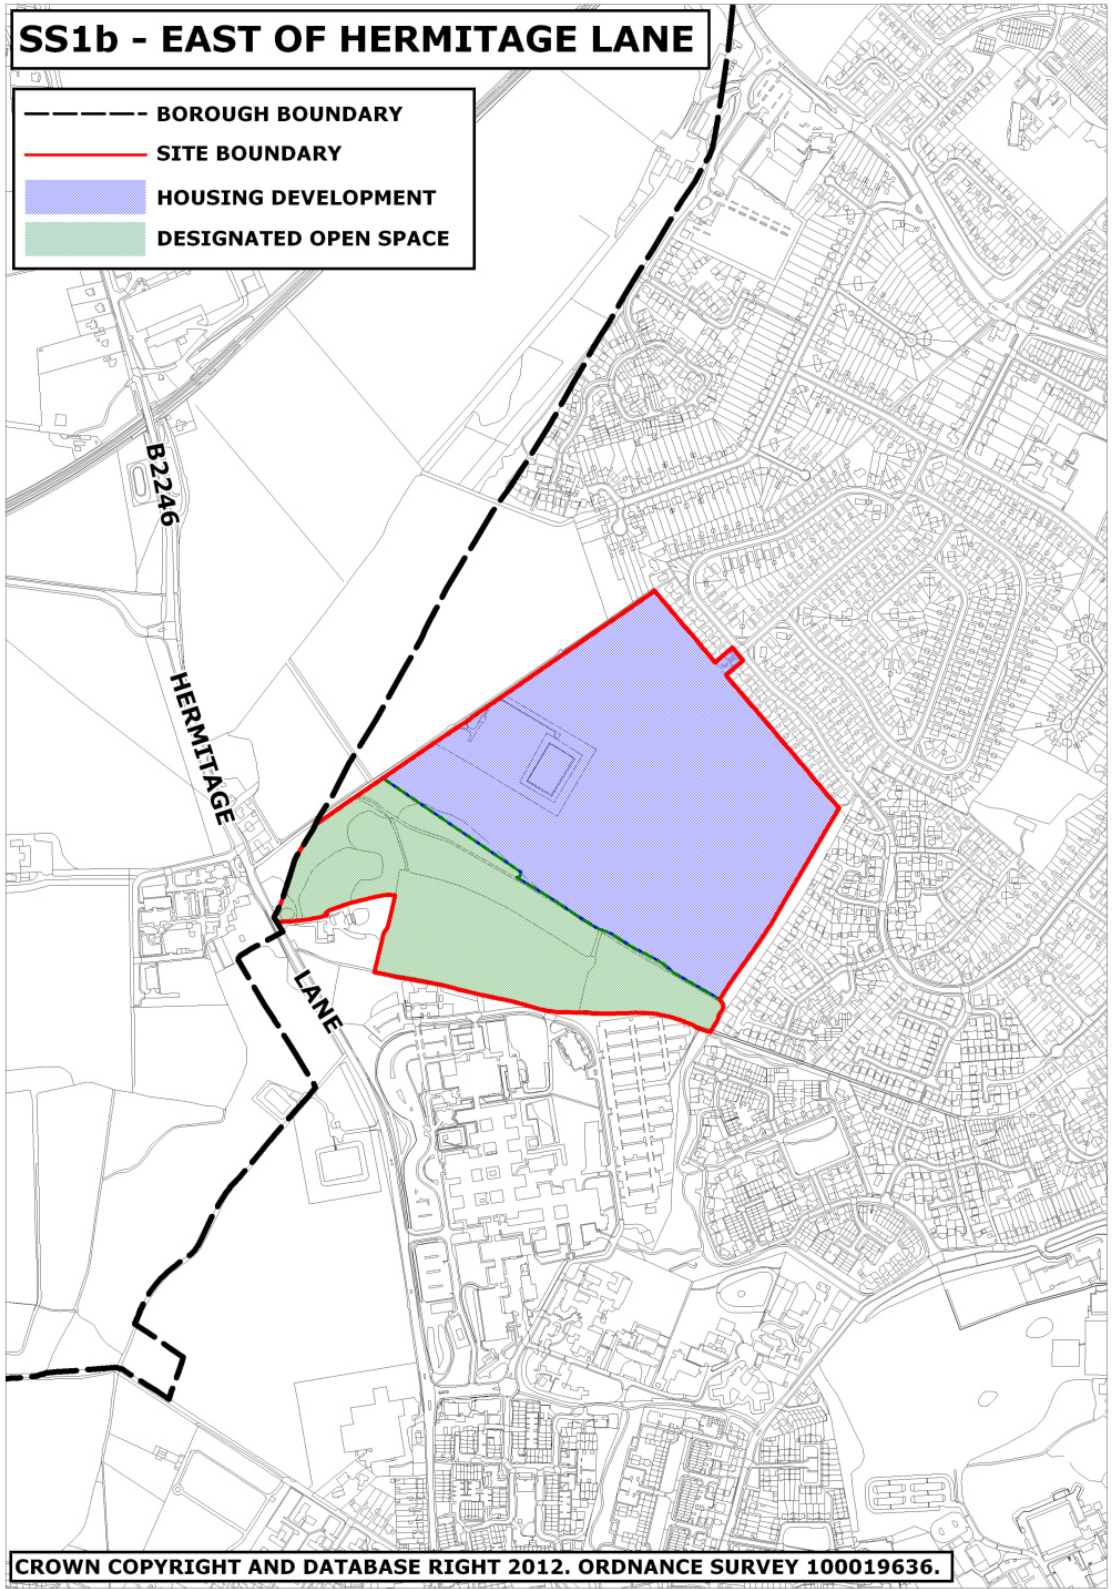 SS1b - EAST OF HERMITAGE LANE
BOROUGH BOUNDARY
SITE BOUNDARY
HOUSING DEVELOPMENT
DESIGNATED OPEN SPACE
B2246
HERMITAGE
LANE
CROWN COPYRIGHT AND DATABASE RIGHT 2012. ORDNANCE SURVEY 100019636.